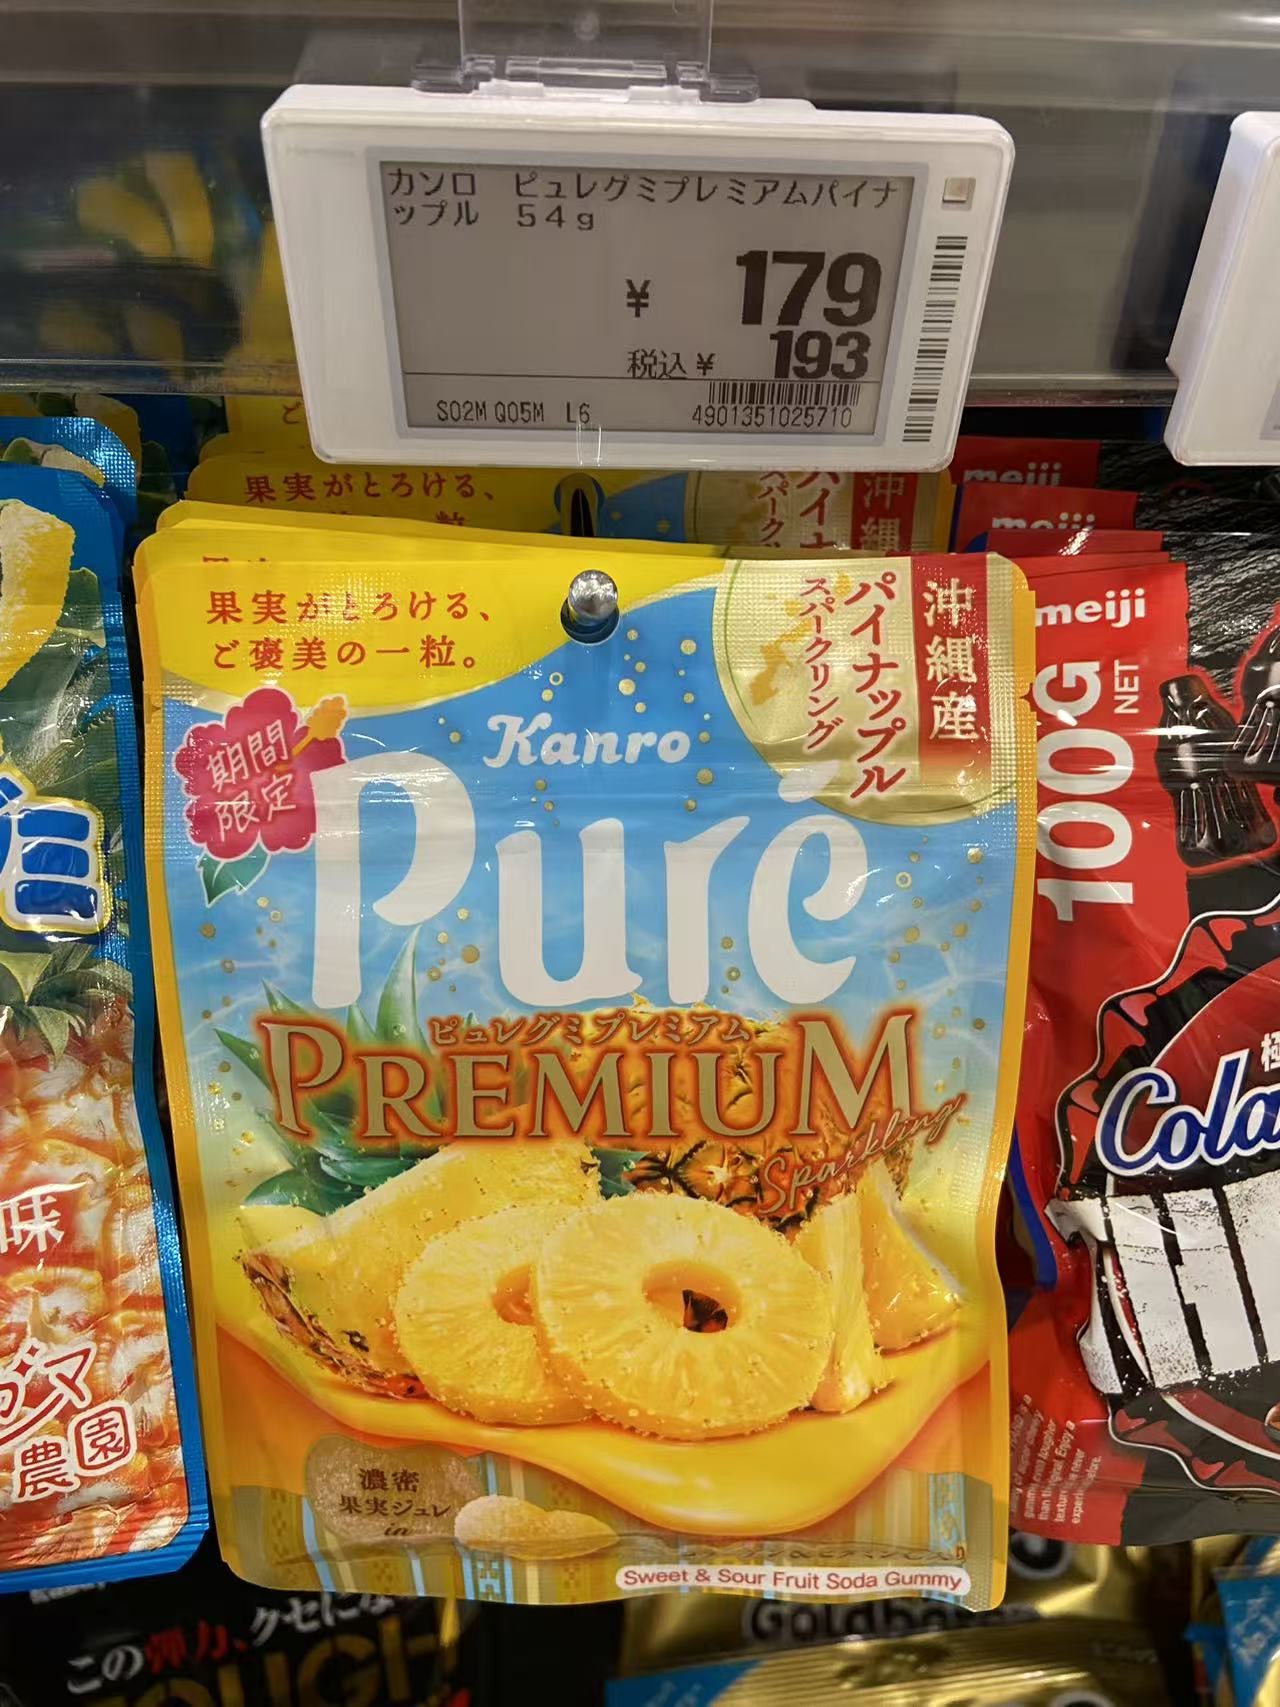 カンロ ピュレグミプレミアムパイナ
ップル 54g
¥ 179
税込¥ 193
S02M Q05M L6
4901351025710
果実がとろける、
meiji
meiji
果実がとろける、
ご褒美の一粒。
沖縄産
パイナップル
スパークリング
期間
限定
Kanro
Puré
ピュレグミプレミアム
PREMIUM
Sparkling
濃密
果実ジュレ
in
Sweet & Sour Fruit Soda Gummy
meiji
100G
NET
Cola
味
農園
この弾力、クセにな